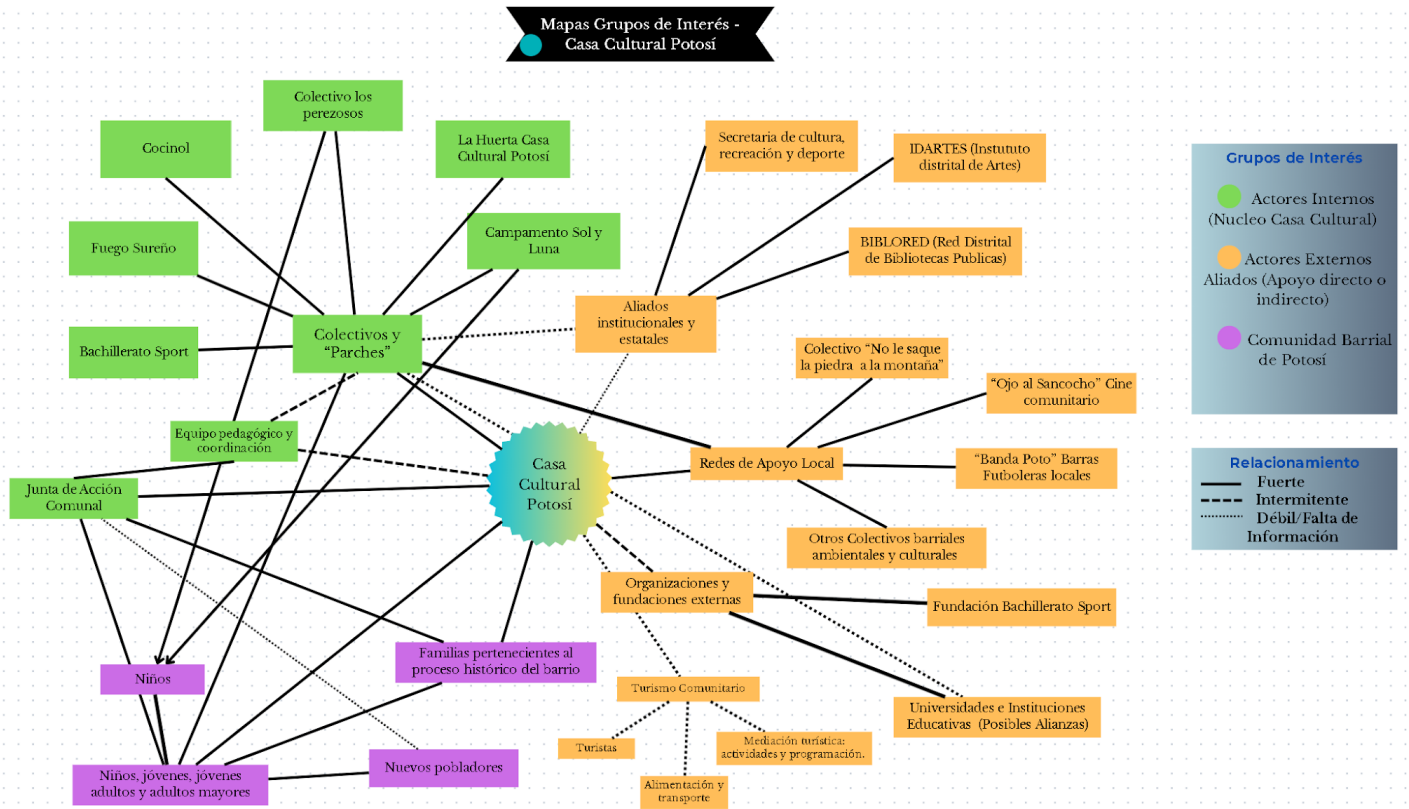 Mapas Grupos de Interés -
Casa Cultural Potosí
Colectivo los
perezosos
Cocinol
La Huerta Casa
Cultural Potosí
Fuego Sureño
Campamento Sol y
Luna
Bachillerato Sport
Colectivos y
“Parches”
Equipo pedagógico y
coordinación
Junta de Acción
Comunal
Casa
Cultural
Potosí
Niños
Familias pertenecientes al
proceso histórico del barrio
Niños, jóvenes, jóvenes
adultos y adultos mayores
Nuevos pobladores
Secretaria de cultura,
recreación y deporte
IDARTES (Instututo
distrital de Artes)
BIBLORED (Red Distrital
de Bibliotecas Publicas)
Aliados
institucionales y
estatales
Colectivo “No le saque
la piedra a la montaña”
“Ojo al Sancocho” Cine
comunitario
Redes de Apoyo Local
“Banda Poto” Barras
Futboleras locales
Otros Colectivos barriales
ambientales y culturales
Organizaciones y
fundaciones externas
Fundación Bachillerato Sport
Universidades e Instituciones
Educativas (Posibles Alianzas)
Turismo Comunitario
Turistas
Mediación turística:
actividades y programación.
Alimentación y
transporte
Grupos de Interés
Actores Internos
(Nucleo Casa Cultural)
Actores Externos
Aliados (Apoyo directo o
indirecto)
Comunidad Barrial
de Potosí
Relacionamiento
Fuerte
Intermitente
Débil/Falta de
Información